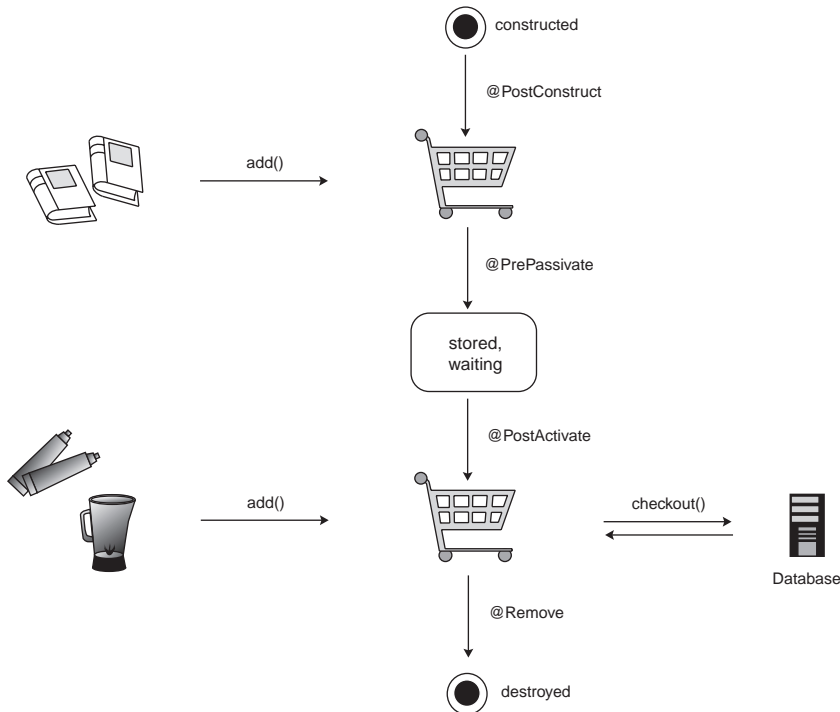 constructed
@PostConstruct
add()
@PrePassivate
stored,
waiting
@PostActivate
add()
checkout()
Database
@Remove
destroyed